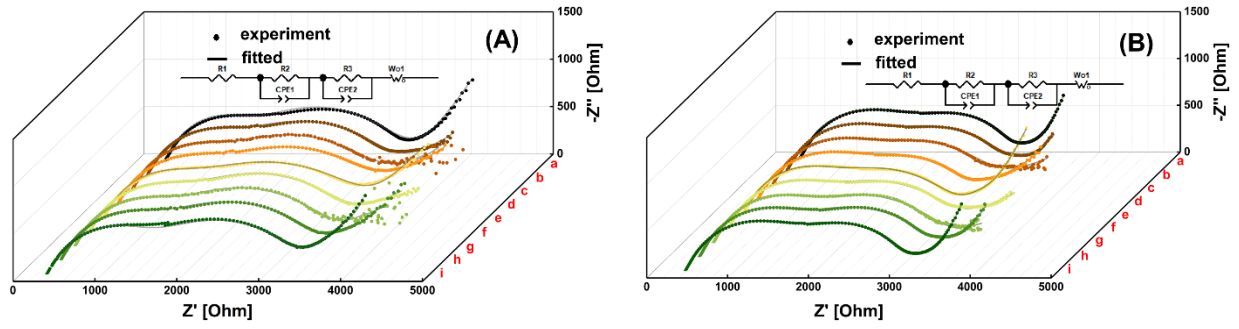 (A)
experiment
fitted
R1
R2
R3
Wo1
CPE1
CPE2
1500
1000
500
0
-Z'' [Ohm]
a
b
c
d
e
f
g
h
i
0
1000
2000
3000
4000
5000
Z' [Ohm]
(B)
experiment
fitted
R1
R2
R3
Wo1
CPE1
CPE2
1500
1000
500
0
-Z'' [Ohm]
a
b
c
d
e
f
g
h
i
0
1000
2000
3000
4000
5000
Z' [Ohm]